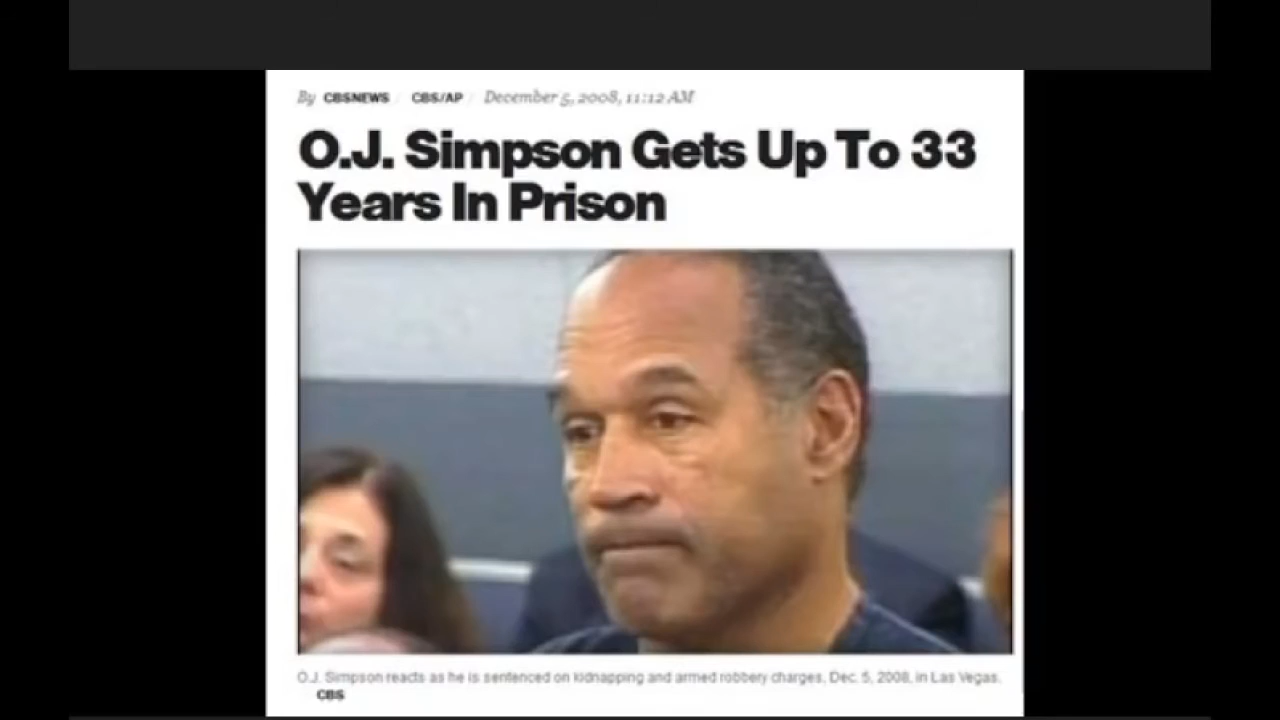 By CBSNEWS / CBS/AP / December 5, 2008, 11:12 AM
O.J. Simpson Gets Up To 33
Years In Prison
O.J. Simpson reacts as he is sentenced on kidnapping and armed robbery charges, Dec. 5, 2008, in Las Vegas.
CBS